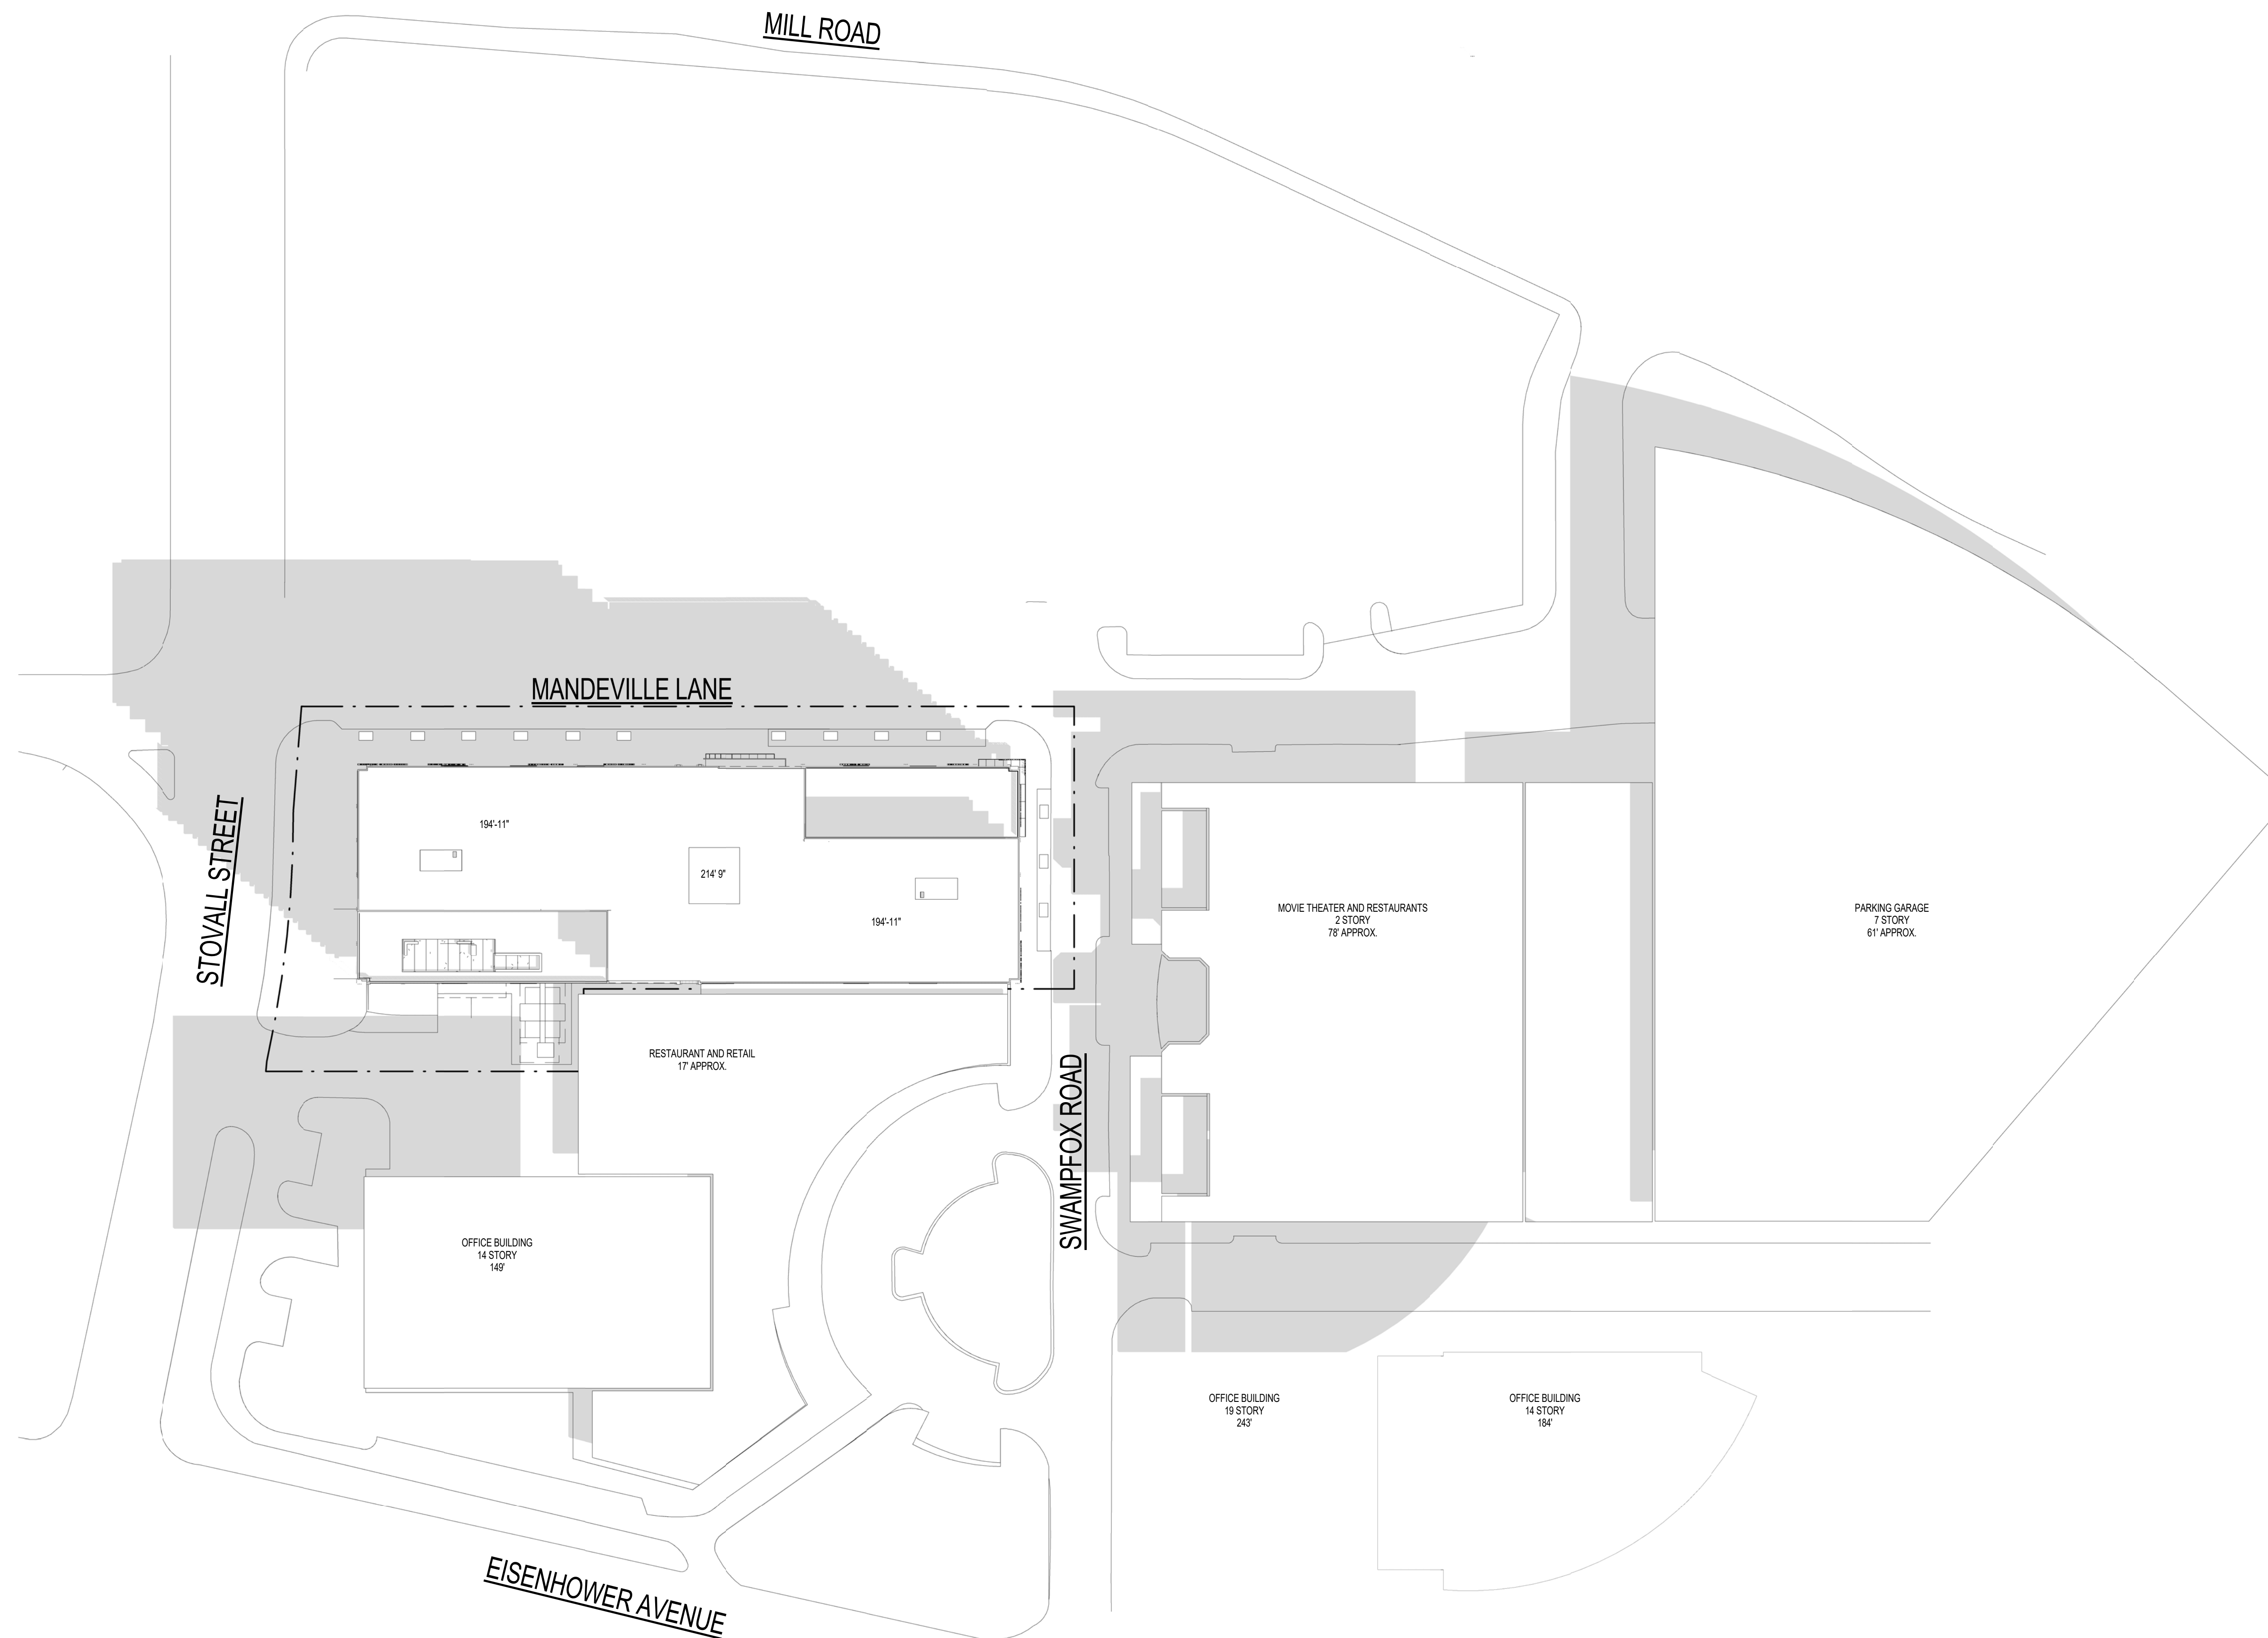 MILL ROAD
MANDEVILLE LANE
STOVALL STREET
194'-11"
214' 9"
194'-11"
MOVIE THEATER AND RESTAURANTS
2 STORY
78' APPROX.
PARKING GARAGE
7 STORY
61' APPROX.
RESTAURANT AND RETAIL
17' APPROX.
SWAMPFOX ROAD
OFFICE BUILDING
14 STORY
149'
OFFICE BUILDING
19 STORY
243'
OFFICE BUILDING
14 STORY
184'
EISENHOWER AVENUE